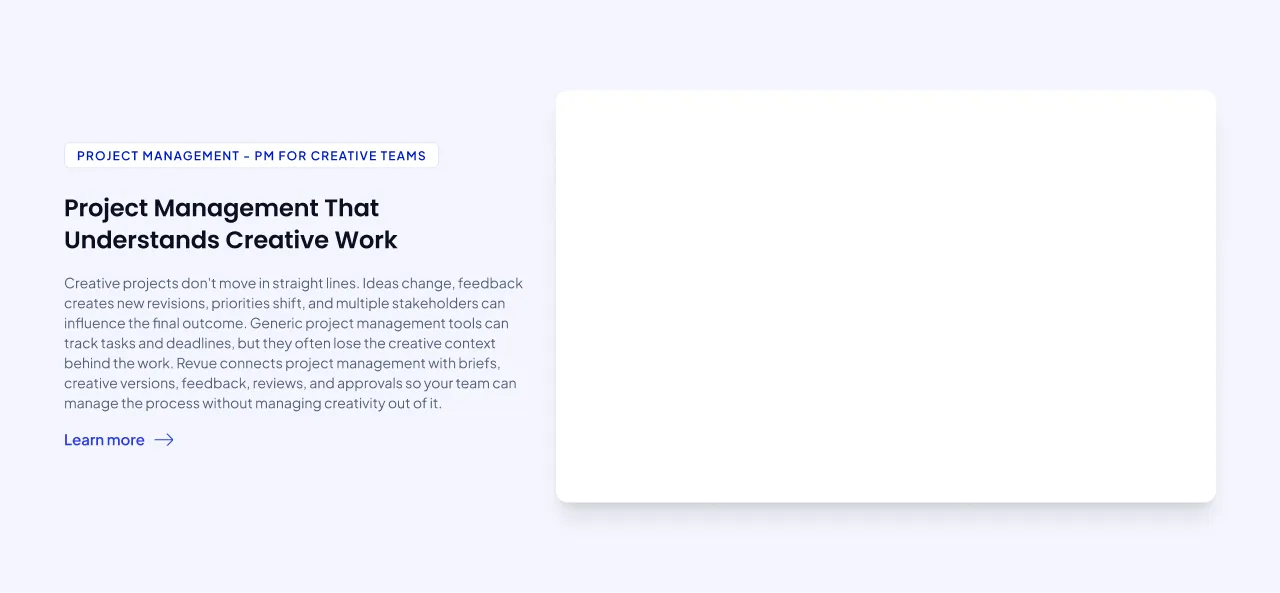 PROJECT MANAGEMENT – PM FOR CREATIVE TEAMS
Project Management That
Understands Creative Work
Creative projects don't move in straight lines. Ideas change, feedback
creates new revisions, priorities shift, and multiple stakeholders can
influence the final outcome. Generic project management tools can
track tasks and deadlines, but they often lose the creative context
behind the work. Revue connects project management with briefs,
creative versions, feedback, reviews, and approvals so your team can
manage the process without managing creativity out of it.
Learn more